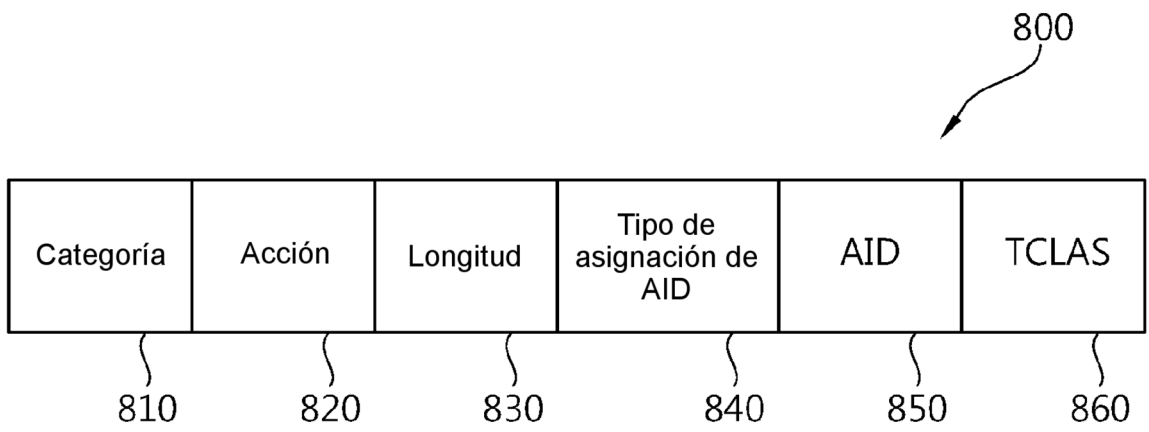 800
Categoría
Acción
Longitud
Tipo de
asignación de
AID
AID
TCLAS
810
820
830
840
850
860